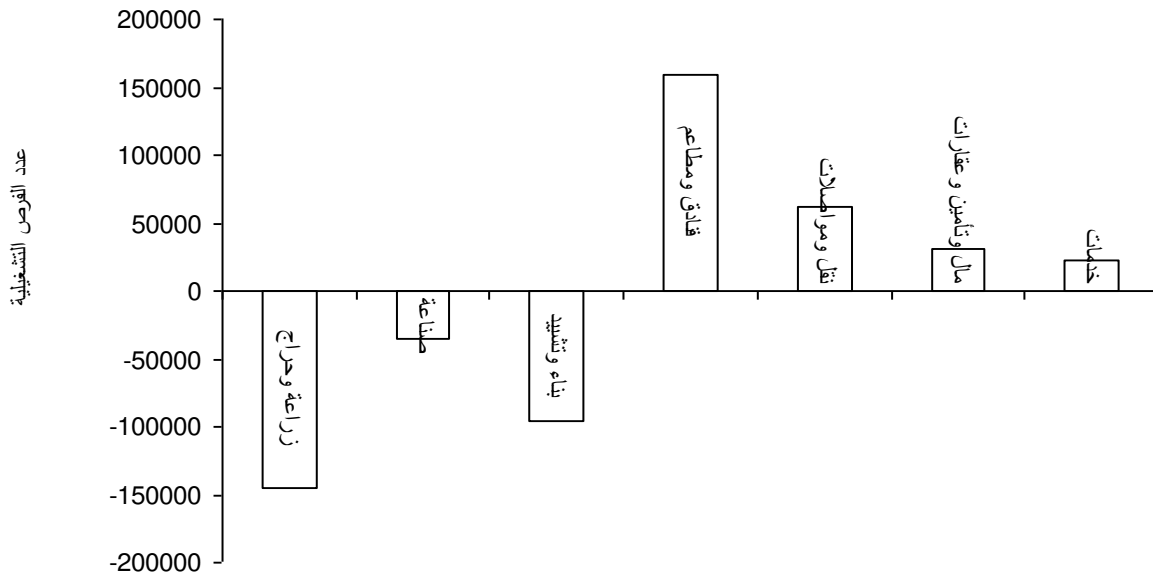 200000
150000
100000
50000
0
-50000
-100000
-150000
-200000
عدد الفرص التشغيلية
زراعة وحراج
صناعة
بناء وتشييد
فنادق ومطاعم
نقل ومواصلات
مال وتأمين وعقارات
خدمات